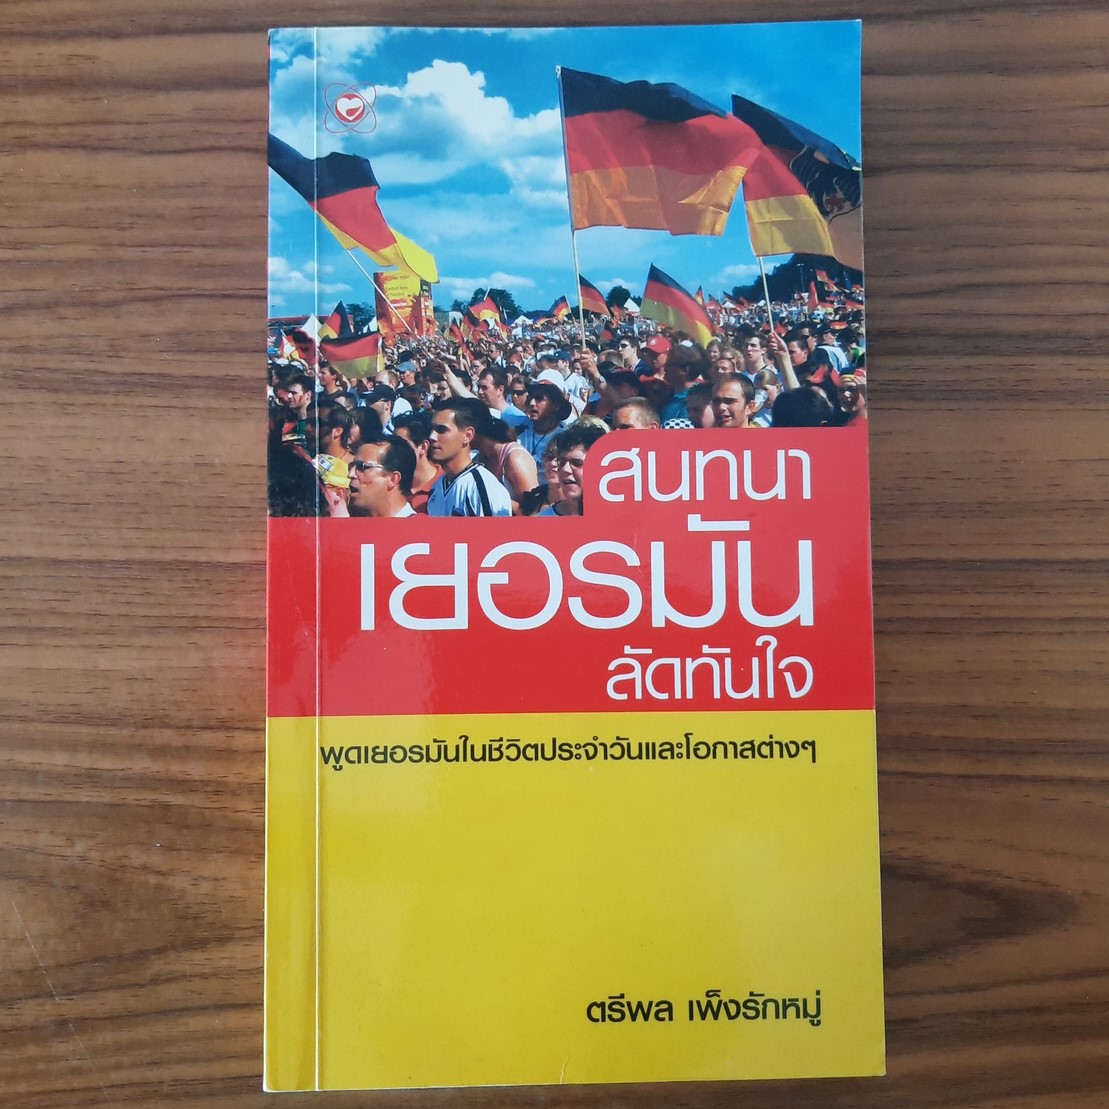 สนทนา
เยอรมัน
ลัดทันใจ
พูดเยอรมันในชีวิตประจำวันและโอกาสต่างๆ
ตรีพล เพ็งรักหมู่